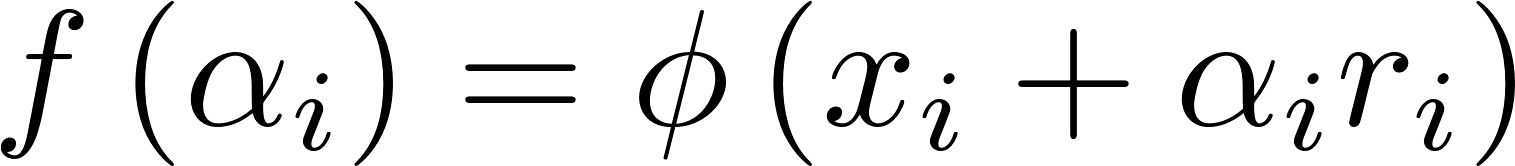 f (αᵢ) = ϕ (xᵢ + αᵢrᵢ)